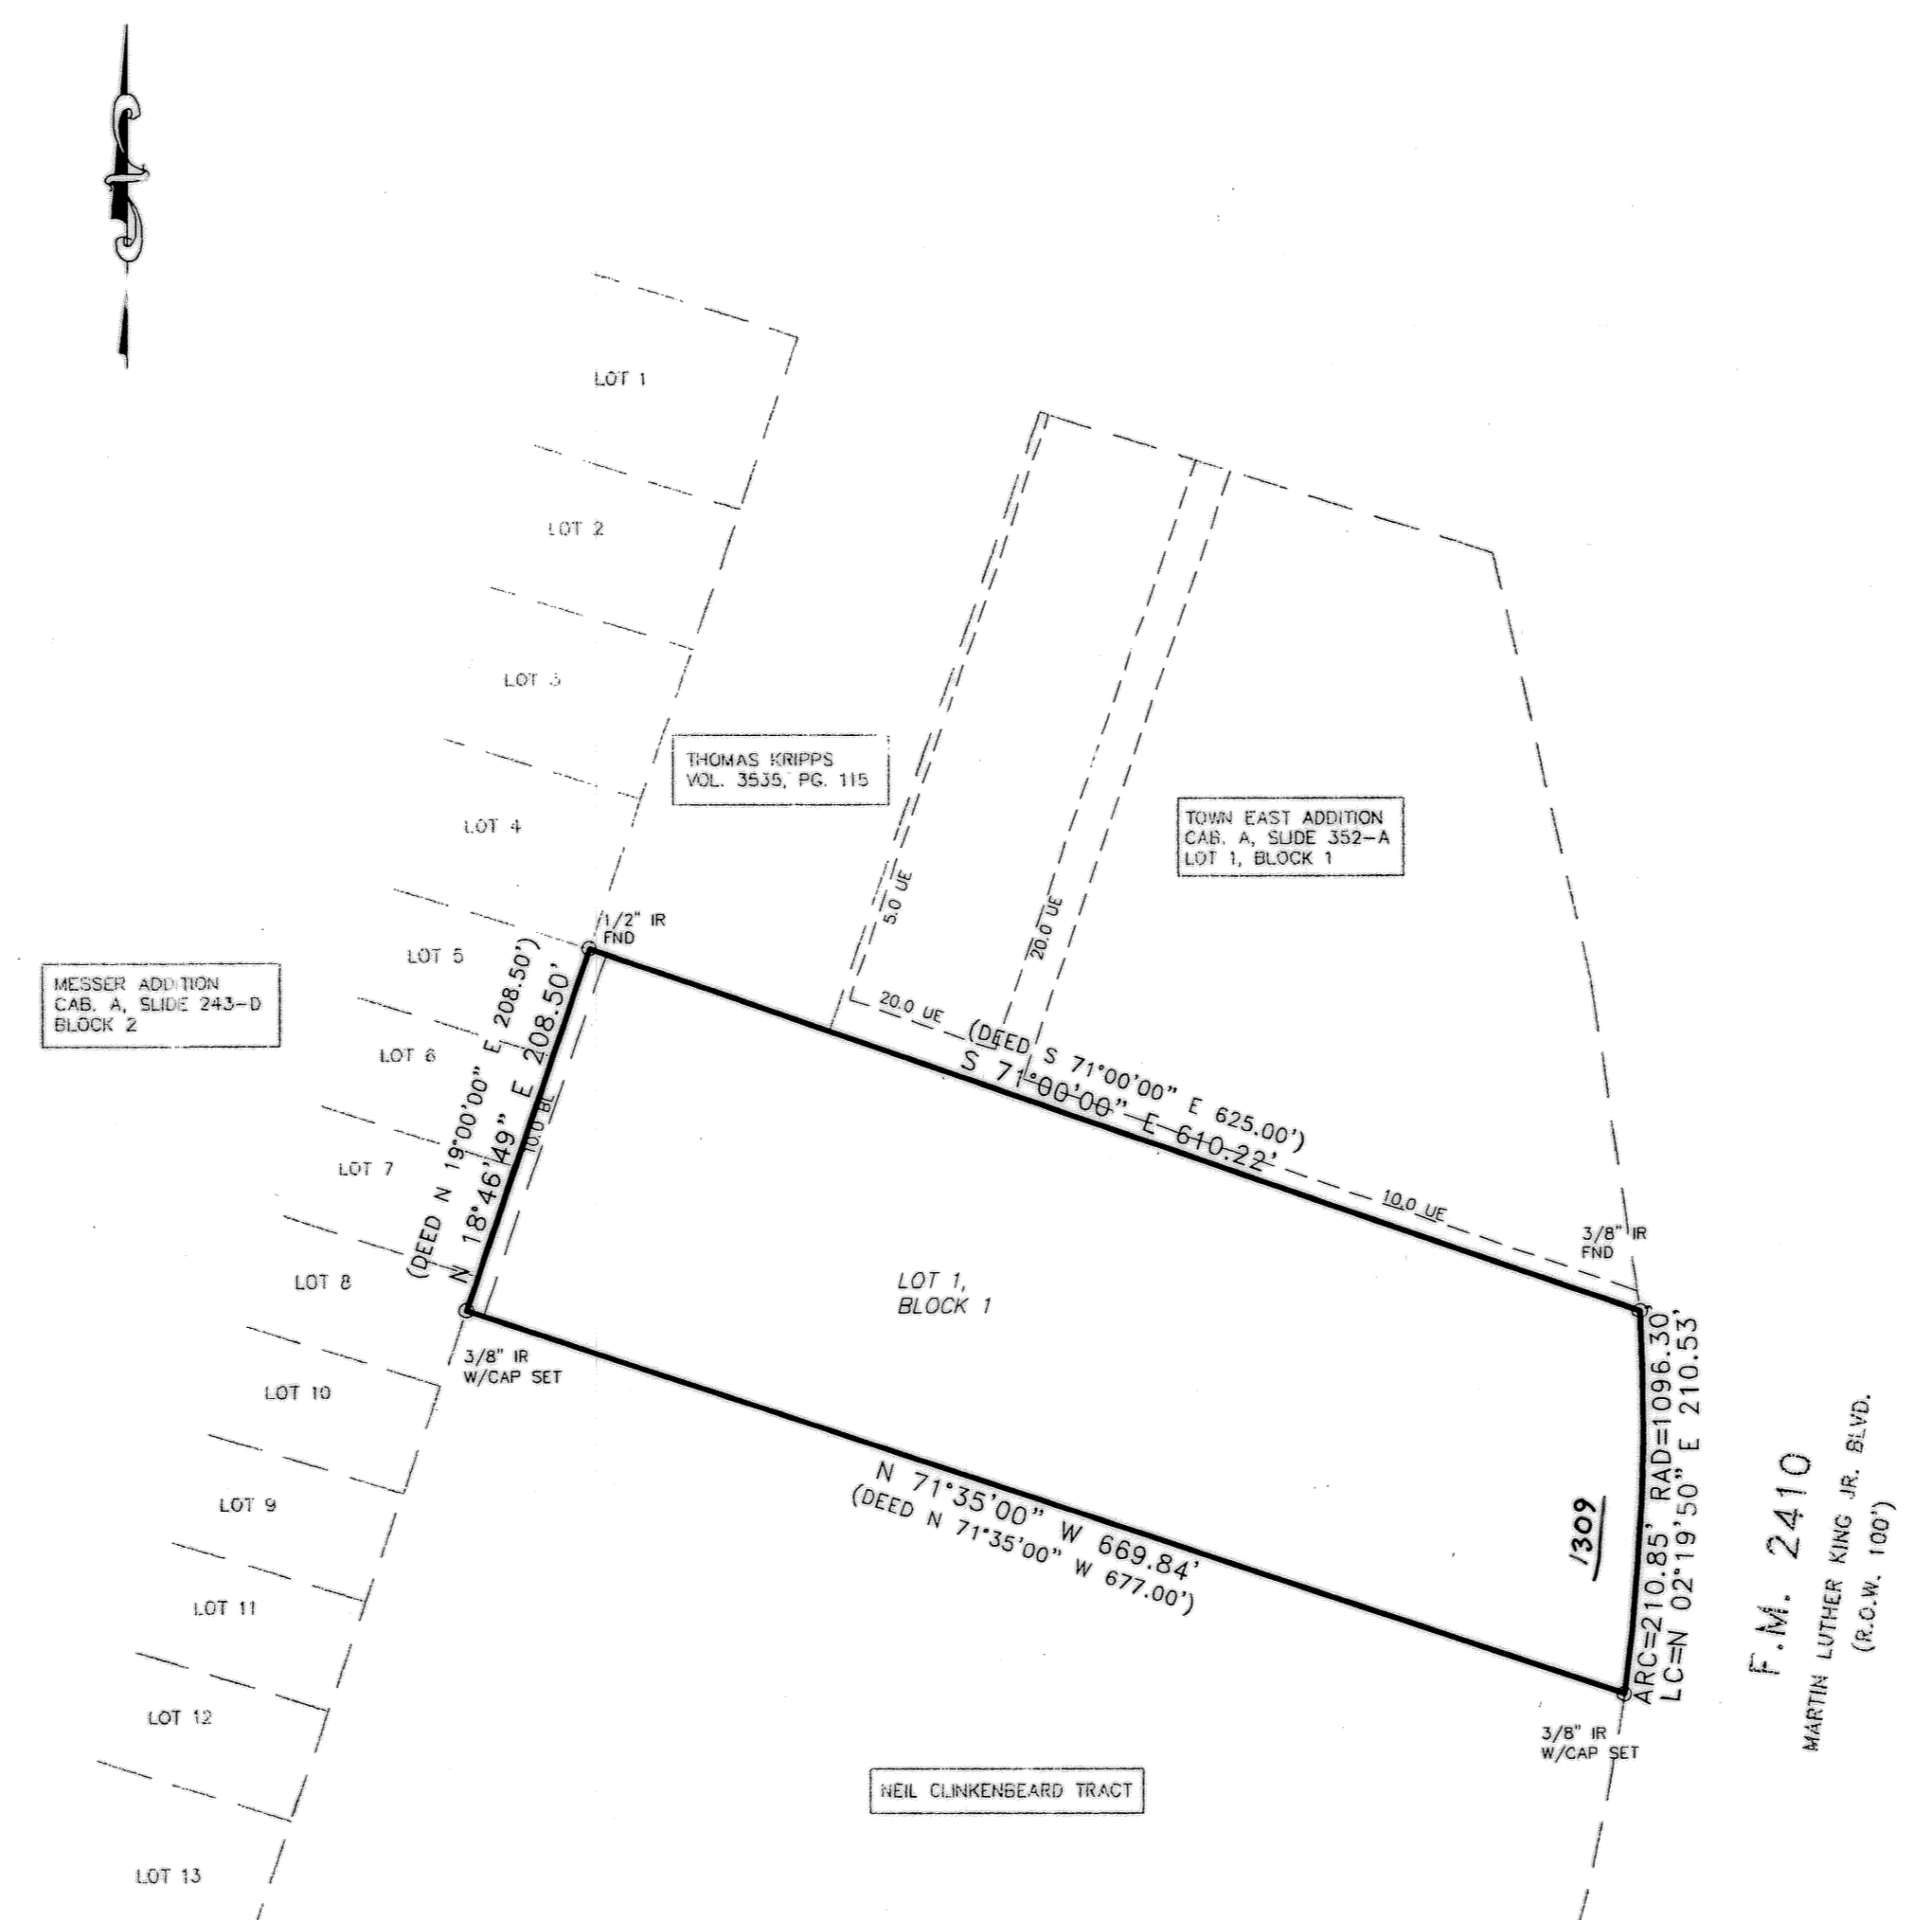 LOT 1
LOT 2
LOT 3
THOMAS KRIPPS
VOL. 3535, PG. 115
TOWN EAST ADDITION
CAB. A, SLIDE 352-A
LOT 1, BLOCK 1
LOT 4
5.0 UE
20.0 UE
1/2" IR
FND
LOT 5
MESSER ADDITION
CAB. A, SLIDE 243-D
BLOCK 2
(DEED N 19°00'00" E 208.50')
N 18°46'49" E 208.50'
10.0 BL
20.0 UE
(DEED S 71°00'00" E 625.00')
S 71°00'00" E 610.22'
LOT 6
LOT 7
10.0 UE
3/8" IR
FND
LOT 8
LOT 1,
BLOCK 1
3/8" IR
W/CAP SET
LOT 10
ARC=210.85' RAD=1096.30'
LC=N 02°19'50" E 210.53'
N 71°35'00" W 669.84'
(DEED N 71°35'00" W 677.00')
1309
F.M. 2410
MARTIN LUTHER KING JR. BLVD.
(R.O.W. 100')
LOT 9
LOT 11
LOT 12
3/8" IR
W/CAP SET
NEIL CLINKENBEARD TRACT
LOT 13